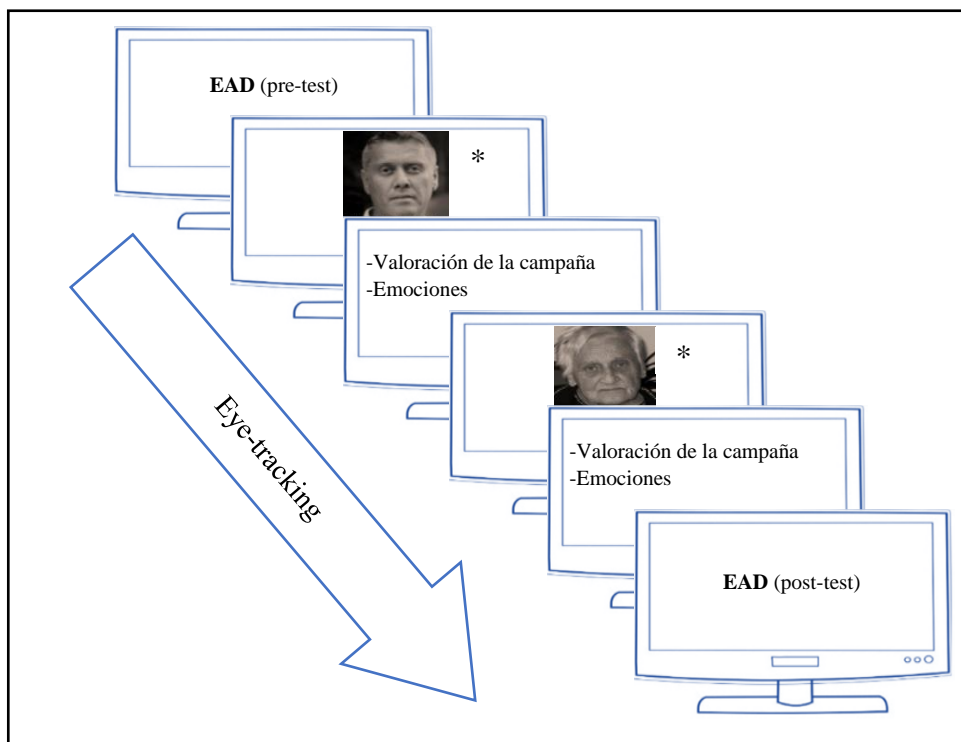 EAD (pre-test)
*
-Valoración de la campaña
-Emociones
*
-Valoración de la campaña
-Emociones
EAD (post-test)
Eye-tracking